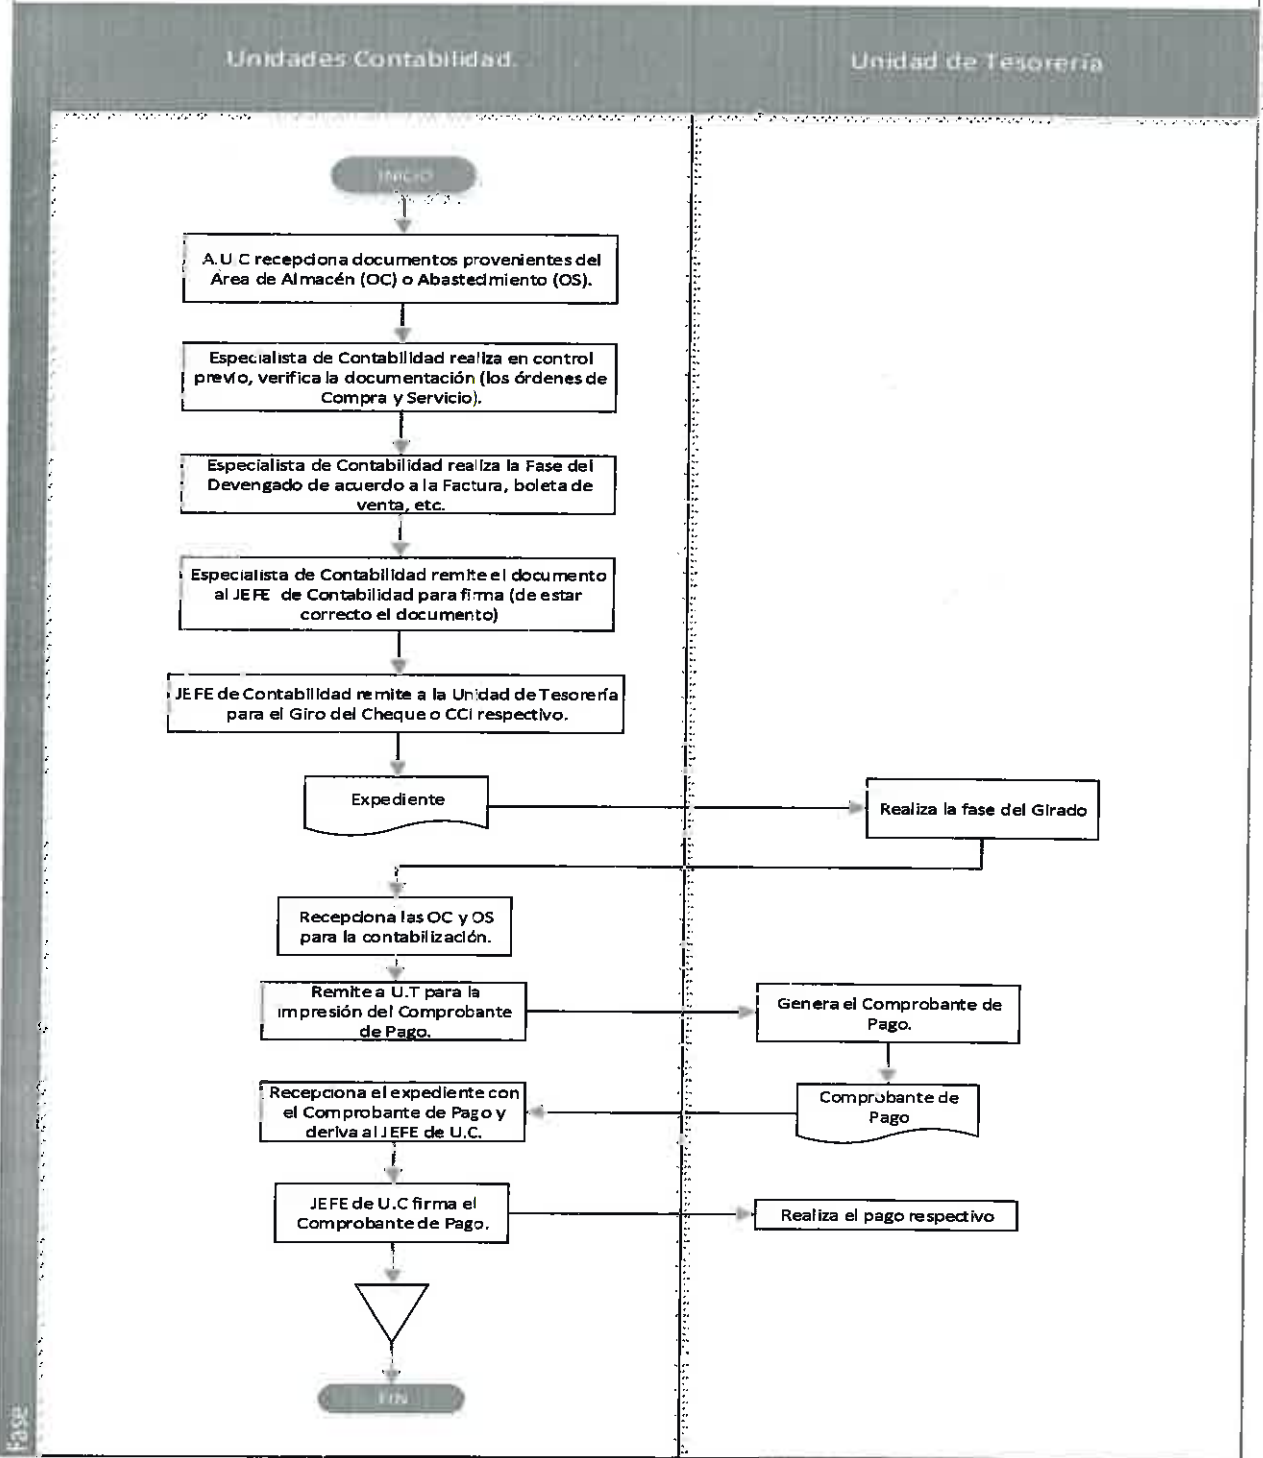 Unidades Contabilidad.
Unidad de Tesorería
INICIO
A.U.C recepciona documentos provenientes del
Área de Almacén (OC) o Abastecimiento (OS).
Especialista de Contabilidad realiza en control
previo, verifica la documentación (los órdenes de
Compra y Servicio).
Especialista de Contabilidad realiza la Fase del
Devengado de acuerdo a la Factura, boleta de
venta, etc.
Especialista de Contabilidad remite el documento
al JEFE de Contabilidad para firma (de estar
correcto el documento)
JEFE de Contabilidad remite a la Unidad de Tesorería
para el Giro del Cheque o CCI respectivo.
Expediente
Realiza la fase del Girado
Recepciona las OC y OS
para la contabilización.
Remite a U.T para la
impresión del Comprobante
de Pago.
Genera el Comprobante de
Pago.
Recepciona el expediente con
el Comprobante de Pago y
deriva al JEFE de U.C.
Comprobante de
Pago
JEFE de U.C firma el
Comprobante de Pago.
Realiza el pago respectivo
FIN
Fase